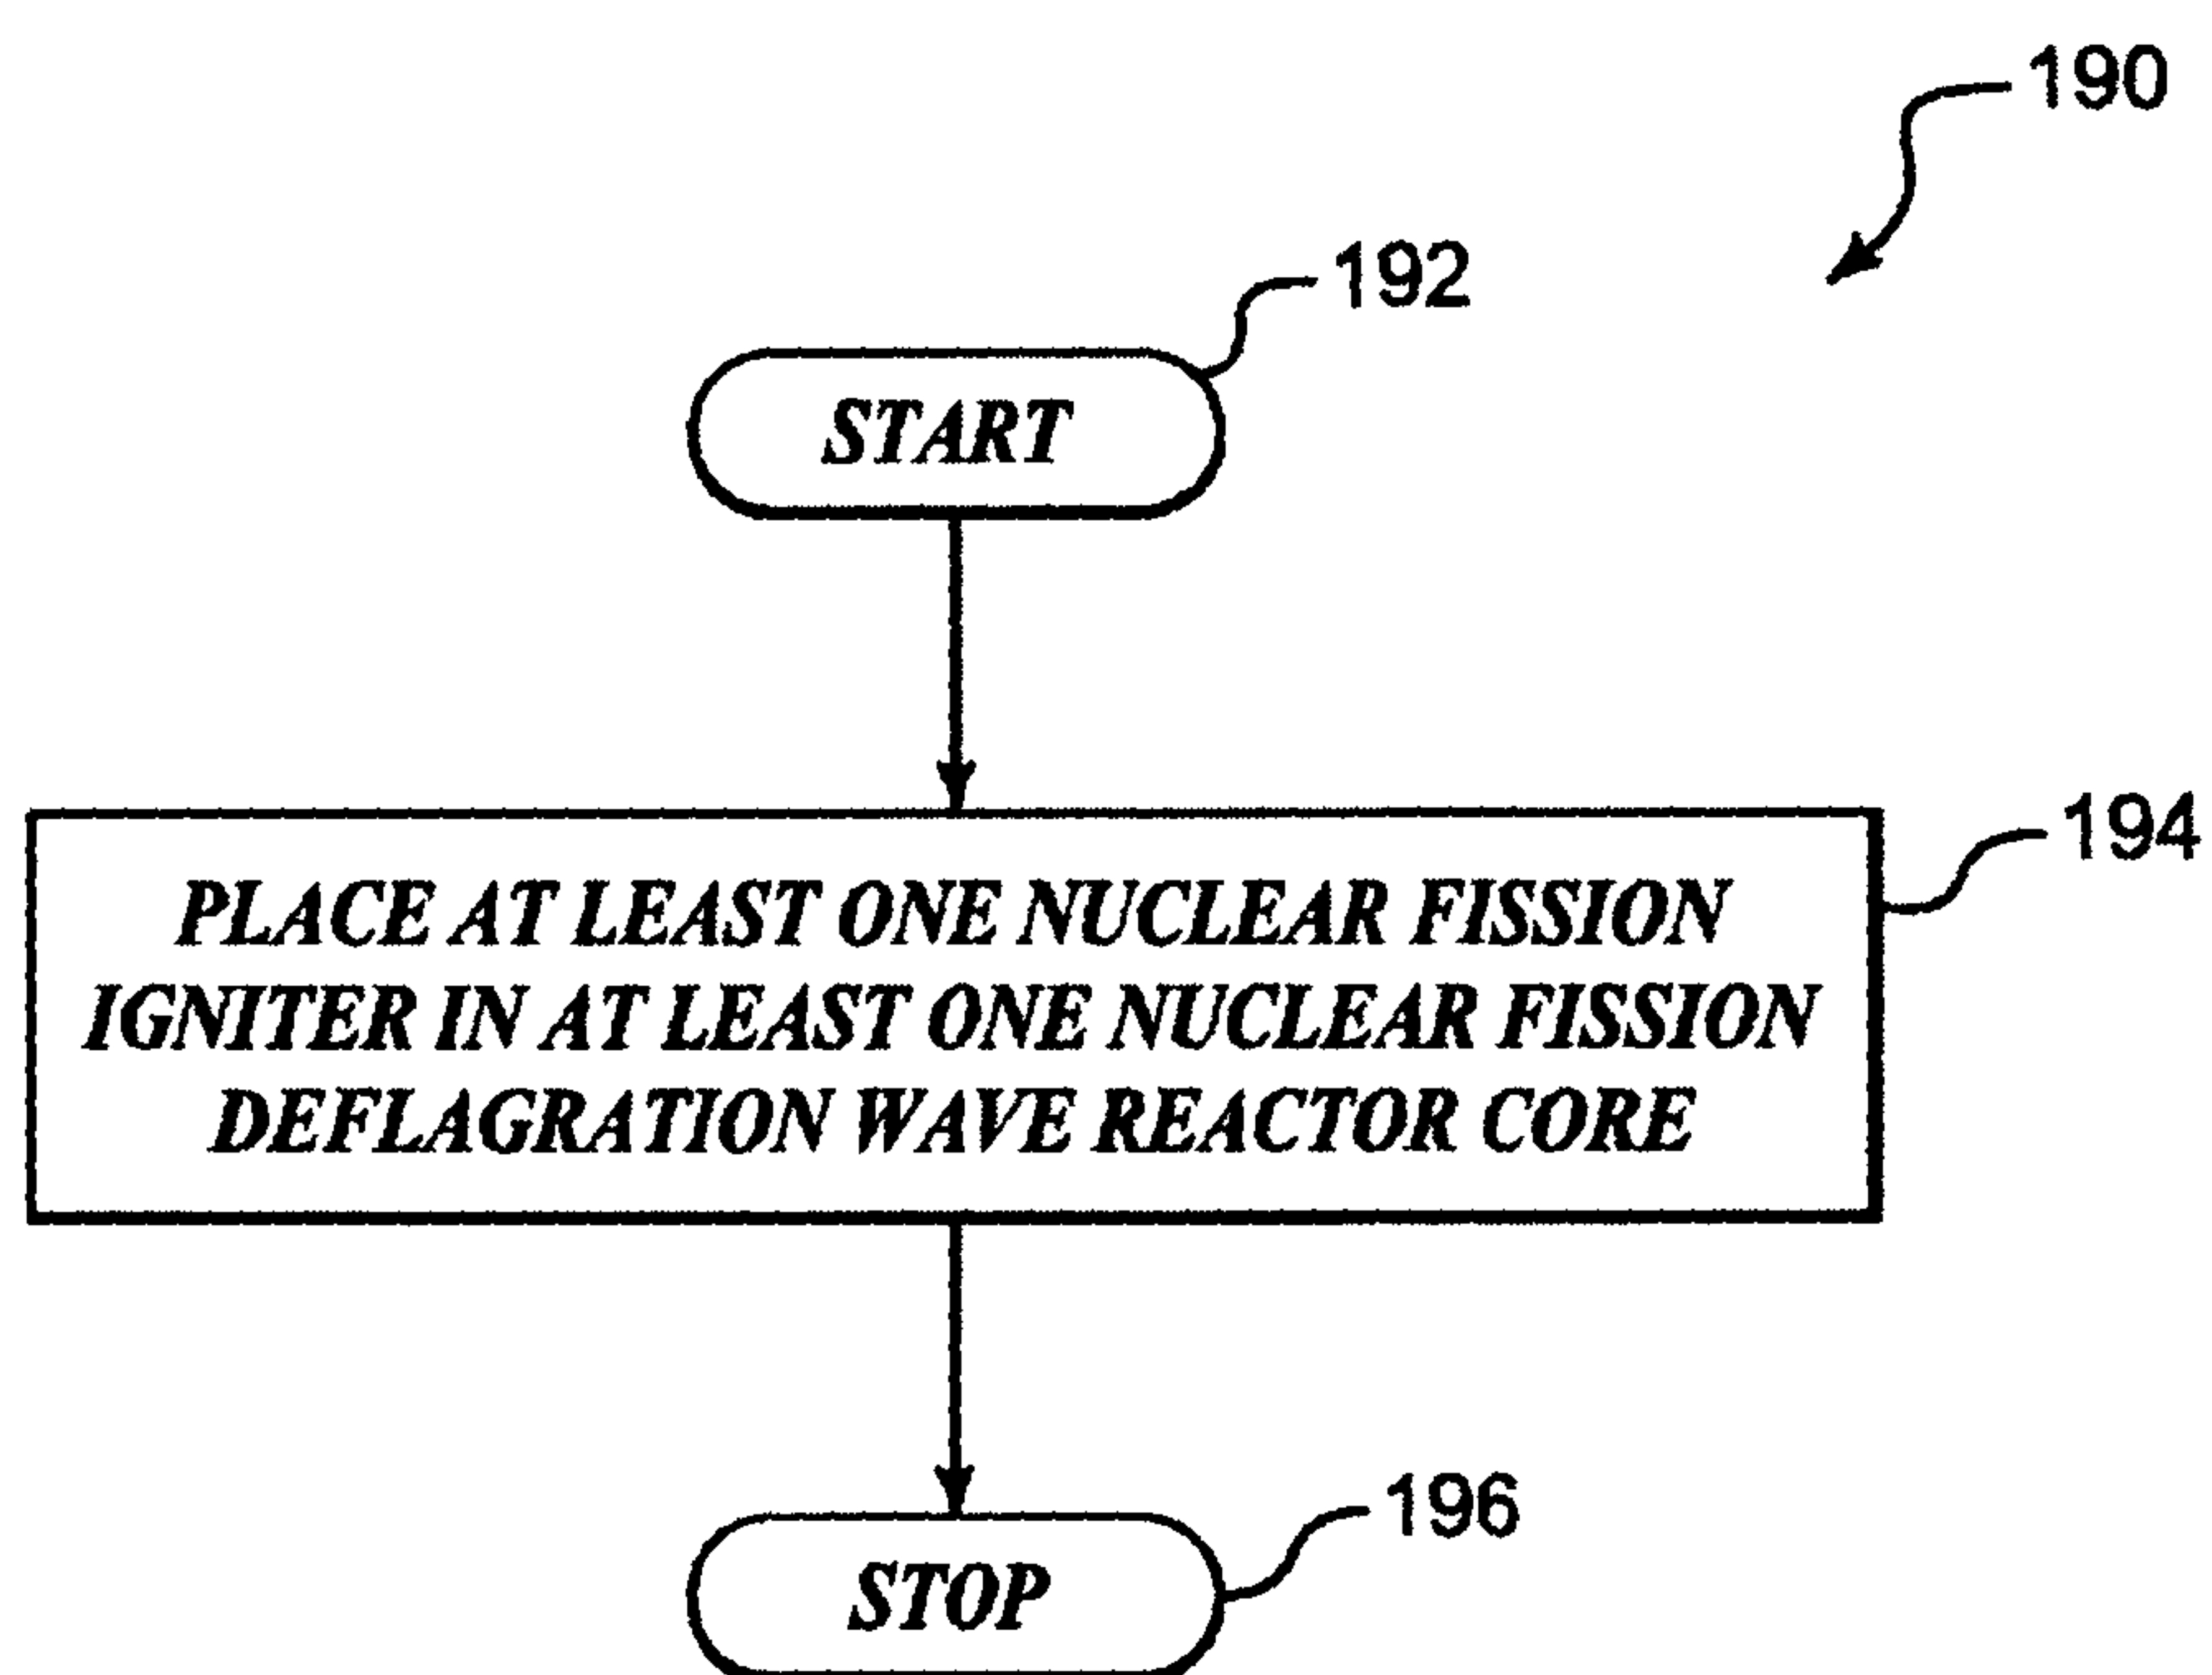 190
192
START
194
PLACE AT LEAST ONE NUCLEAR FISSION
IGNITER IN AT LEAST ONE NUCLEAR FISSION
DEFLAGRATION WAVE REACTOR CORE
196
STOP